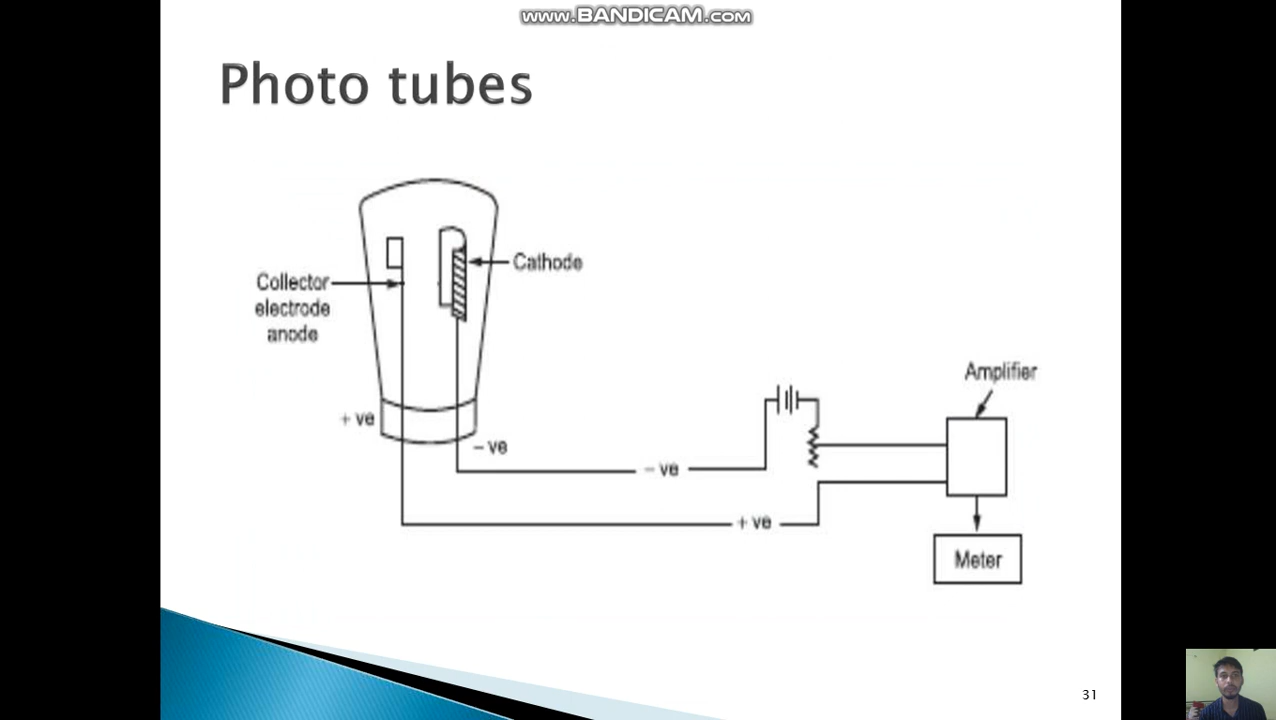 www.BANDICAM.com
Photo tubes
Cathode
Collector
electrode
anode
Amplifier
+ ve
- ve
- ve
+ ve
Meter
31